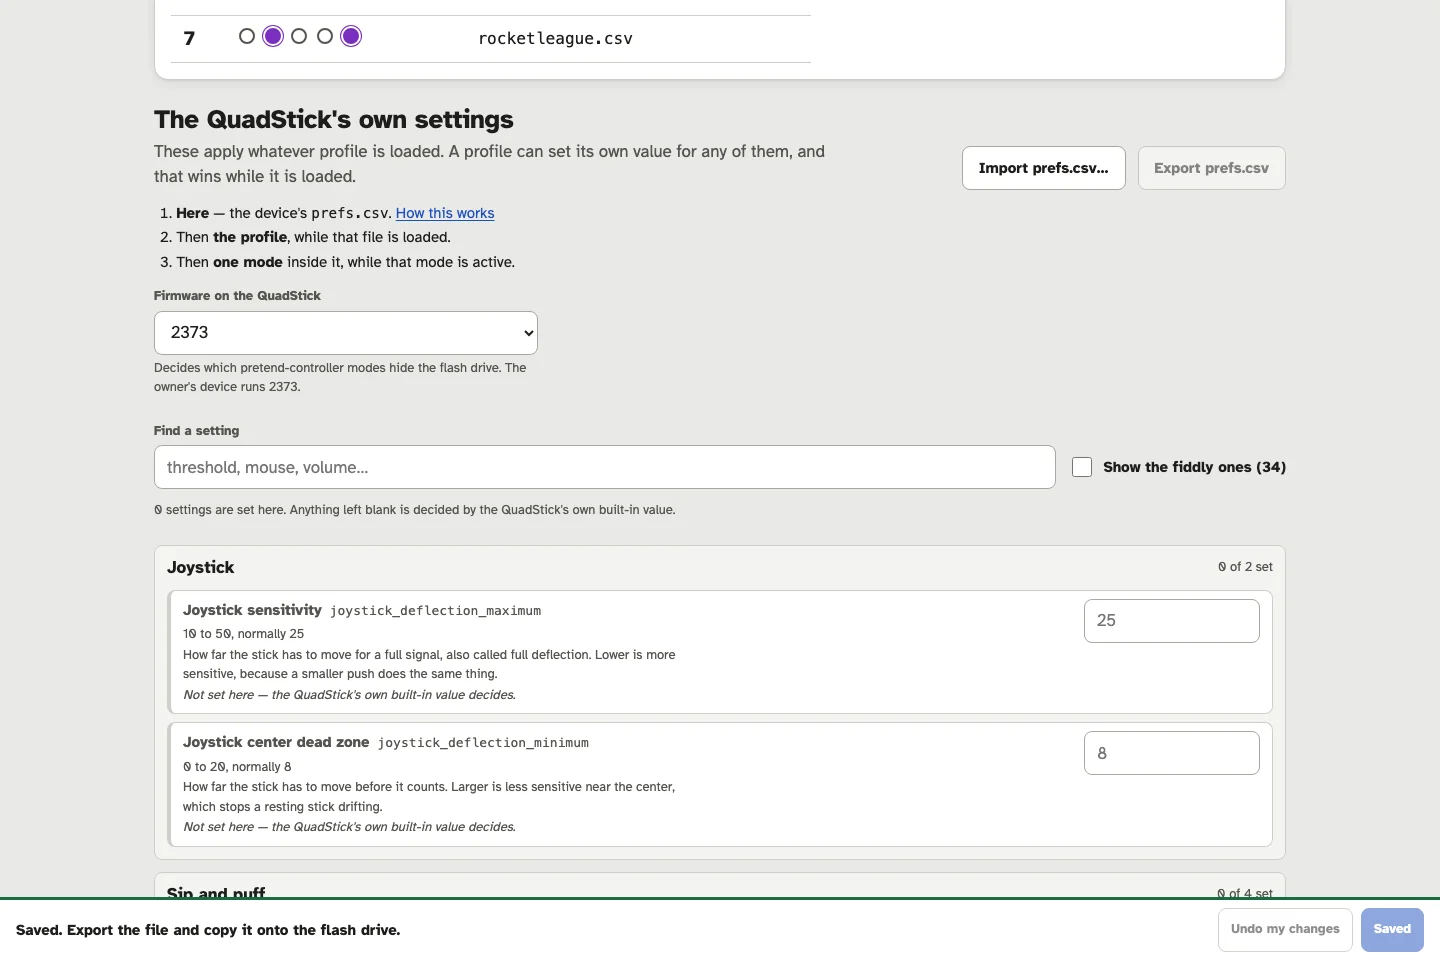 7 rocketleague.csv
The QuadStick's own settings
These apply whatever profile is loaded. A profile can set its own value for any of them, and
that wins while it is loaded.
Import prefs.csv...
Export prefs.csv
1. Here — the device's prefs.csv. How this works
2. Then the profile, while that file is loaded.
3. Then one mode inside it, while that mode is active.
Firmware on the QuadStick
2373
Decides which pretend-controller modes hide the flash drive. The
owner's device runs 2373.
Find a setting
threshold, mouse, volume...
Show the fiddly ones (34)
0 settings are set here. Anything left blank is decided by the QuadStick's own built-in value.
Joystick
0 of 2 set
Joystick sensitivity joystick_deflection_maximum
25
10 to 50, normally 25
How far the stick has to move for a full signal, also called full deflection. Lower is more
sensitive, because a smaller push does the same thing.
Not set here — the QuadStick's own built-in value decides.
Joystick center dead zone joystick_deflection_minimum
8
0 to 20, normally 8
How far the stick has to move before it counts. Larger is less sensitive near the center,
which stops a resting stick drifting.
Not set here — the QuadStick's own built-in value decides.
Sip and puff
0 of 4 set
Saved. Export the file and copy it onto the flash drive.
Undo my changes
Saved